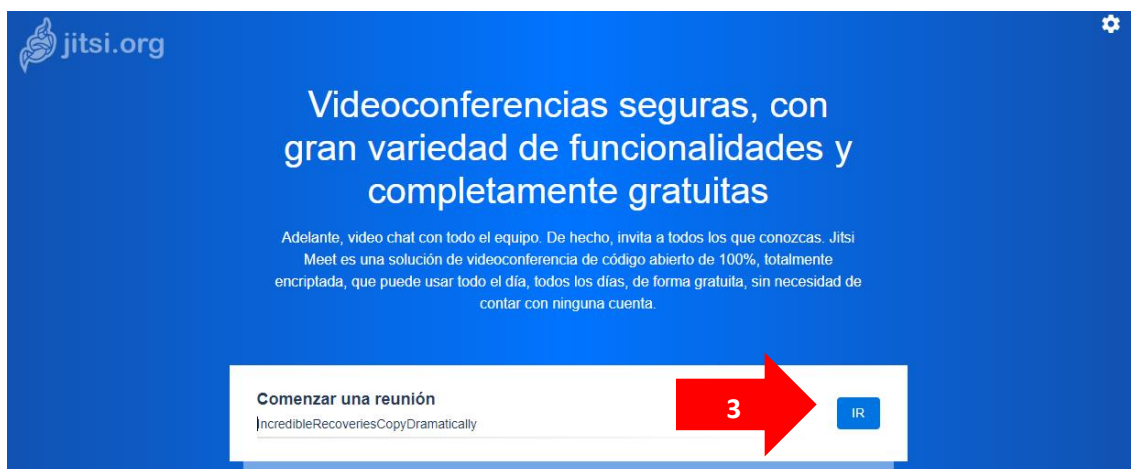 jitsi.org
Videoconferencias seguras, con
gran variedad de funcionalidades y
completamente gratuitas
Adelante, video chat con todo el equipo. De hecho, invita a todos los que conozcas. Jitsi
Meet es una solución de videoconferencia de código abierto de 100%, totalmente
encriptada, que puede usar todo el día, todos los días, de forma gratuita, sin necesidad de
contar con ninguna cuenta.
Comenzar una reunión
IncredibleRecoveriesCopyDramatically
3
IR